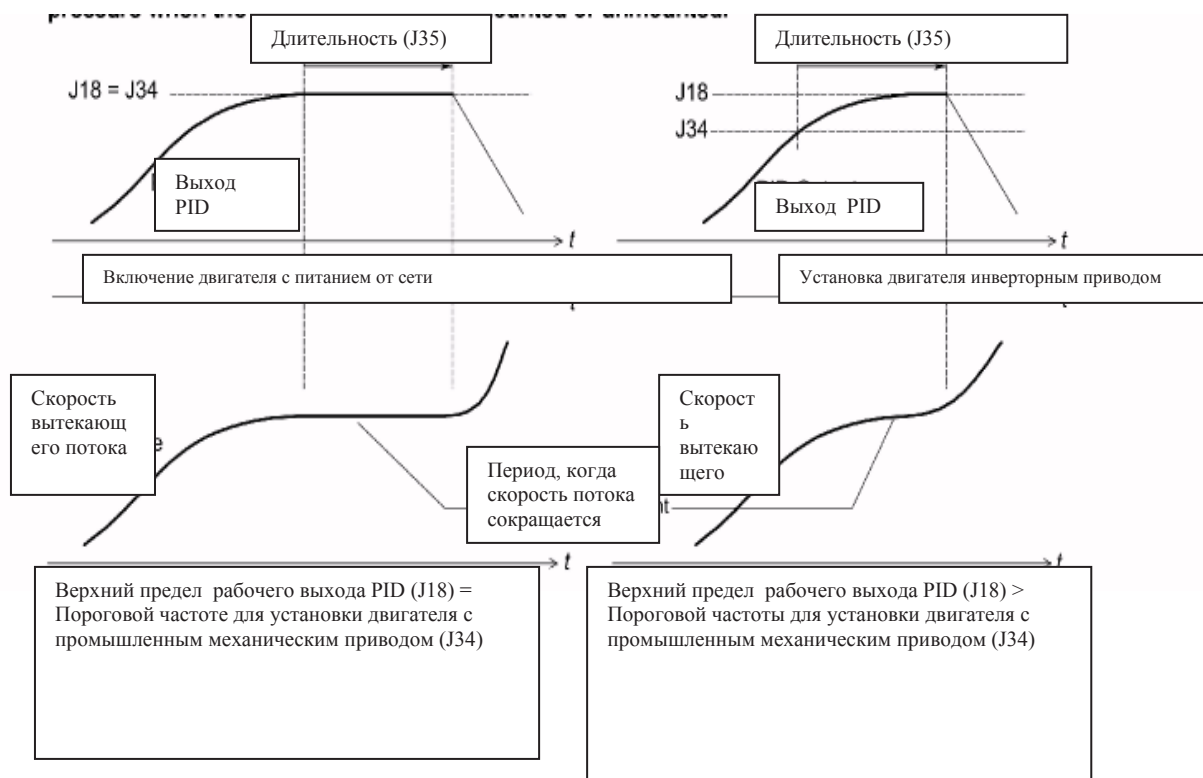 Длительность (J35)
Длительность (J35)
J18 = J34
J18
J34
Выход
PID
Выход PID
t
t
Включение двигателя с питанием от сети
Установка двигателя инверторным приводом
Скорость
вытекающ
его потока
Скорост
ь
вытекаю
щего
Период, когда
скорость потока
сокращается
t
t
Верхний предел рабочего выхода PID (J18) =
Пороговой частоте для установки двигателя с
промышленным механическим приводом (J34)
Верхний предел рабочего выхода PID (J18) >
Пороговой частоты для установки двигателя с
промышленным механическим приводом (J34)